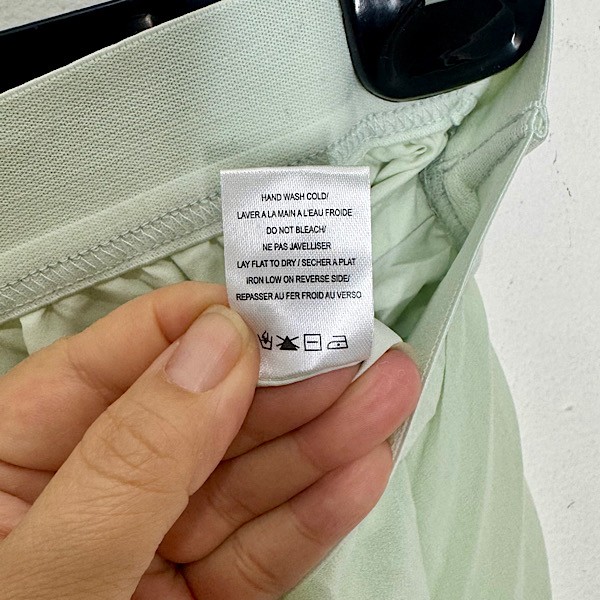 HAND WASH COLD/
LAVER A LA MAIN A L'EAU FROIDE
DO NOT BLEACH/
NE PAS JAVELLISER
LAY FLAT TO DRY / SECHER A PLAT
IRON LOW ON REVERSE SIDE/
REPASSER AU FER FROID AU VERSO